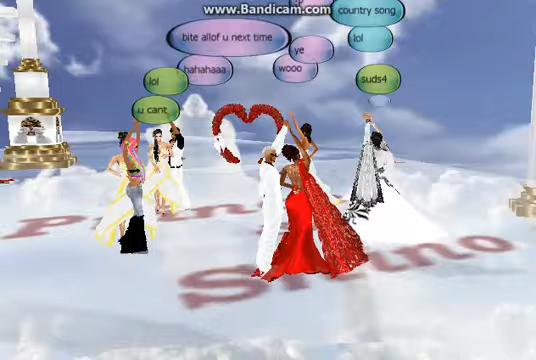 www.Bandicam.com
country song
bite allof u next time
lol
ye
hahahaaa
wooo
lol
suds4
u cant